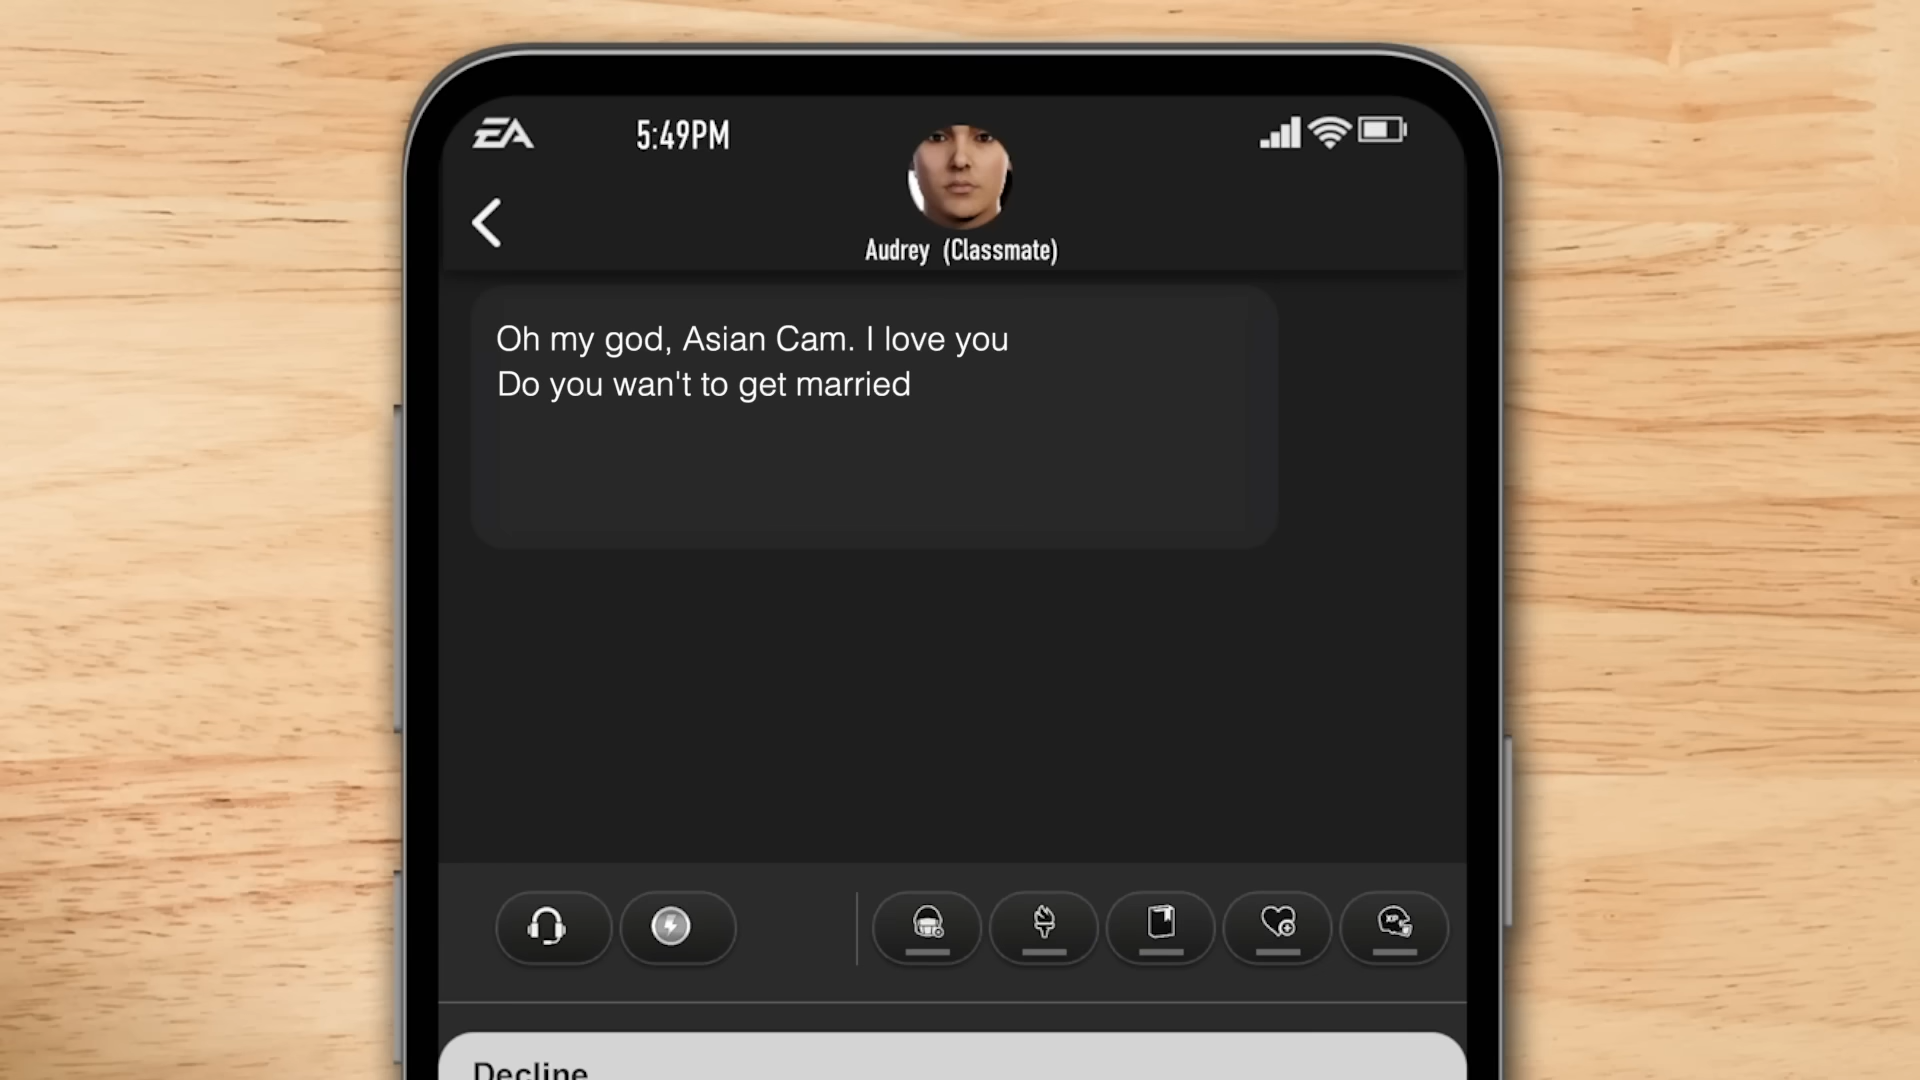 EA
5:49PM
Audrey (Classmate)
Oh my god, Asian Cam. I love you
Do you wan't to get married
XP
Decline